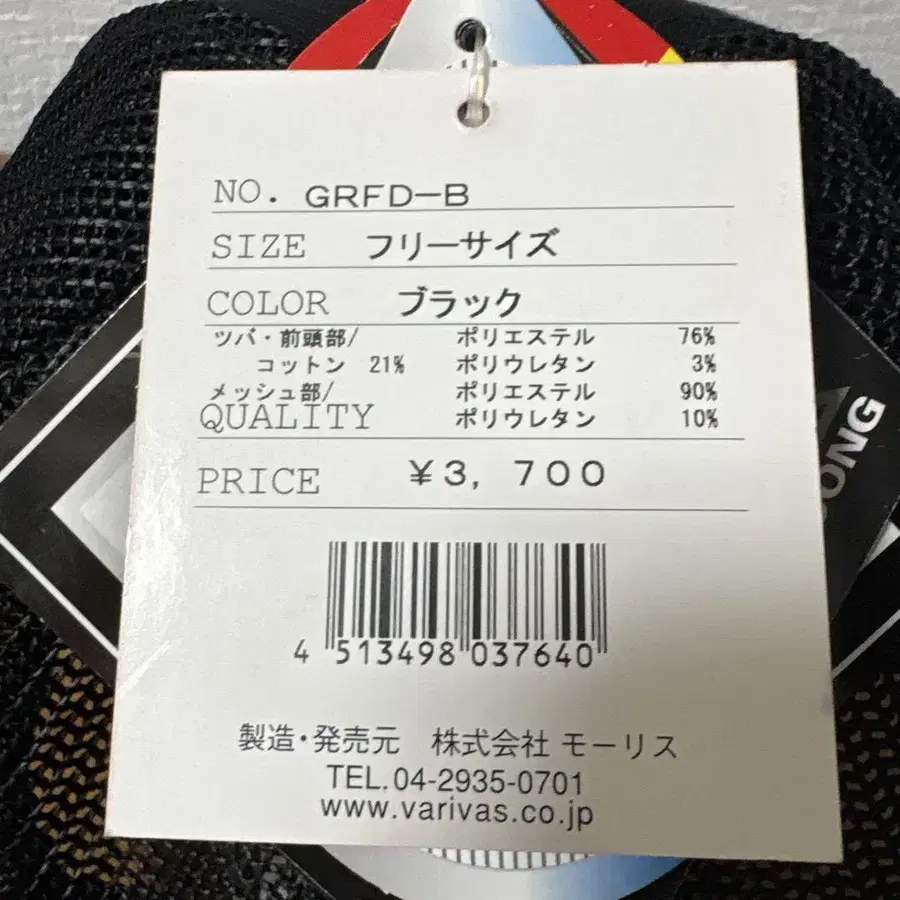 NO. GRFD-B
SIZE フリーサイズ
COLOR ブラック
ツバ・前頭部/ ポリエステル 76%
コットン 21% ポリウレタン 3%
メッシュ部/ ポリエステル 90%
QUALITY ポリウレタン 10%
PRICE ¥3,700
4 513498 037640
製造・発売元 株式会社 モーリス
TEL.04-2935-0701
www.varivas.co.jp